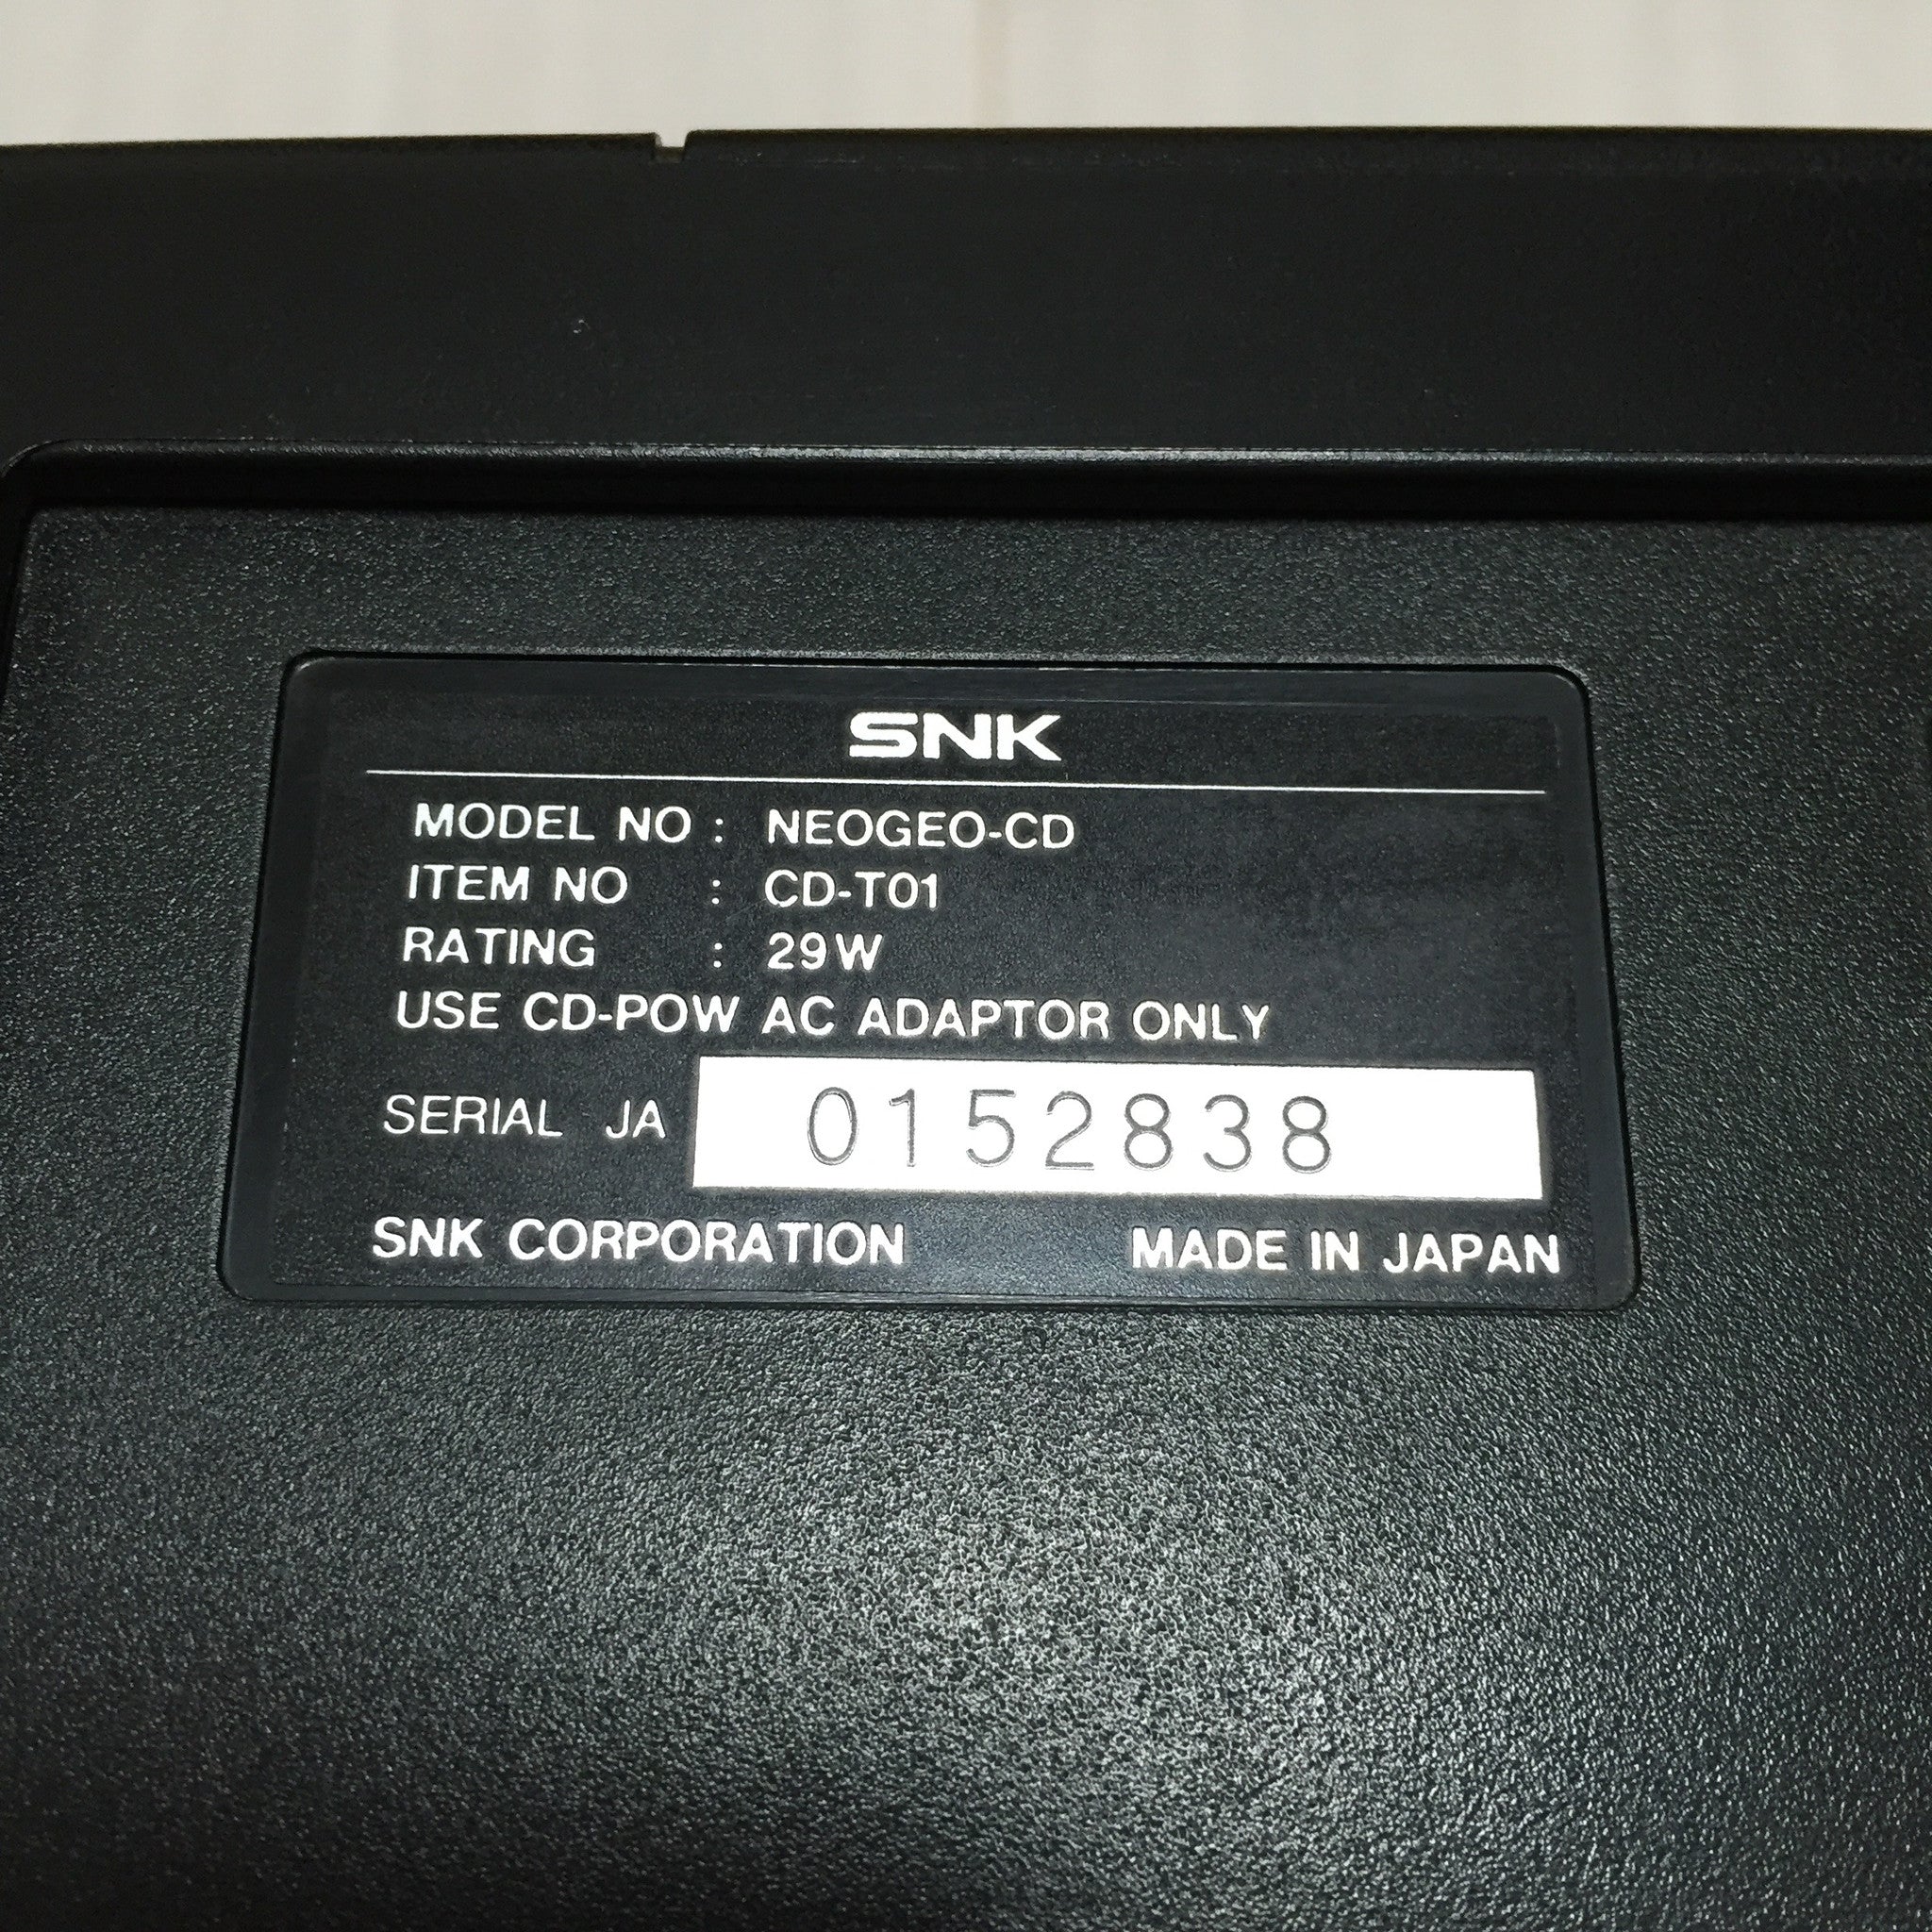 SNK
MODEL NO : NEOGEO-CD
ITEM NO : CD-T01
RATING : 29W
USE CD-POW AC ADAPTOR ONLY
SERIAL JA 0152838
SNK CORPORATION MADE IN JAPAN